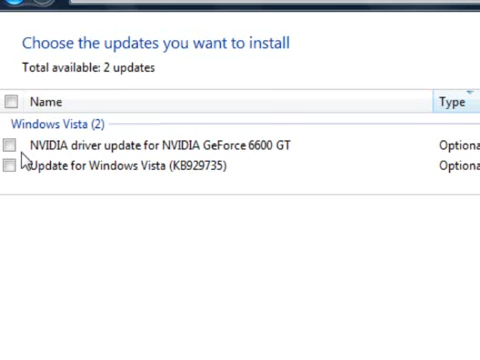 Choose the updates you want to install
Total available: 2 updates
Name Type
Windows Vista (2)
NVIDIA driver update for NVIDIA GeForce 6600 GT Optiona
Update for Windows Vista (KB929735) Optiona